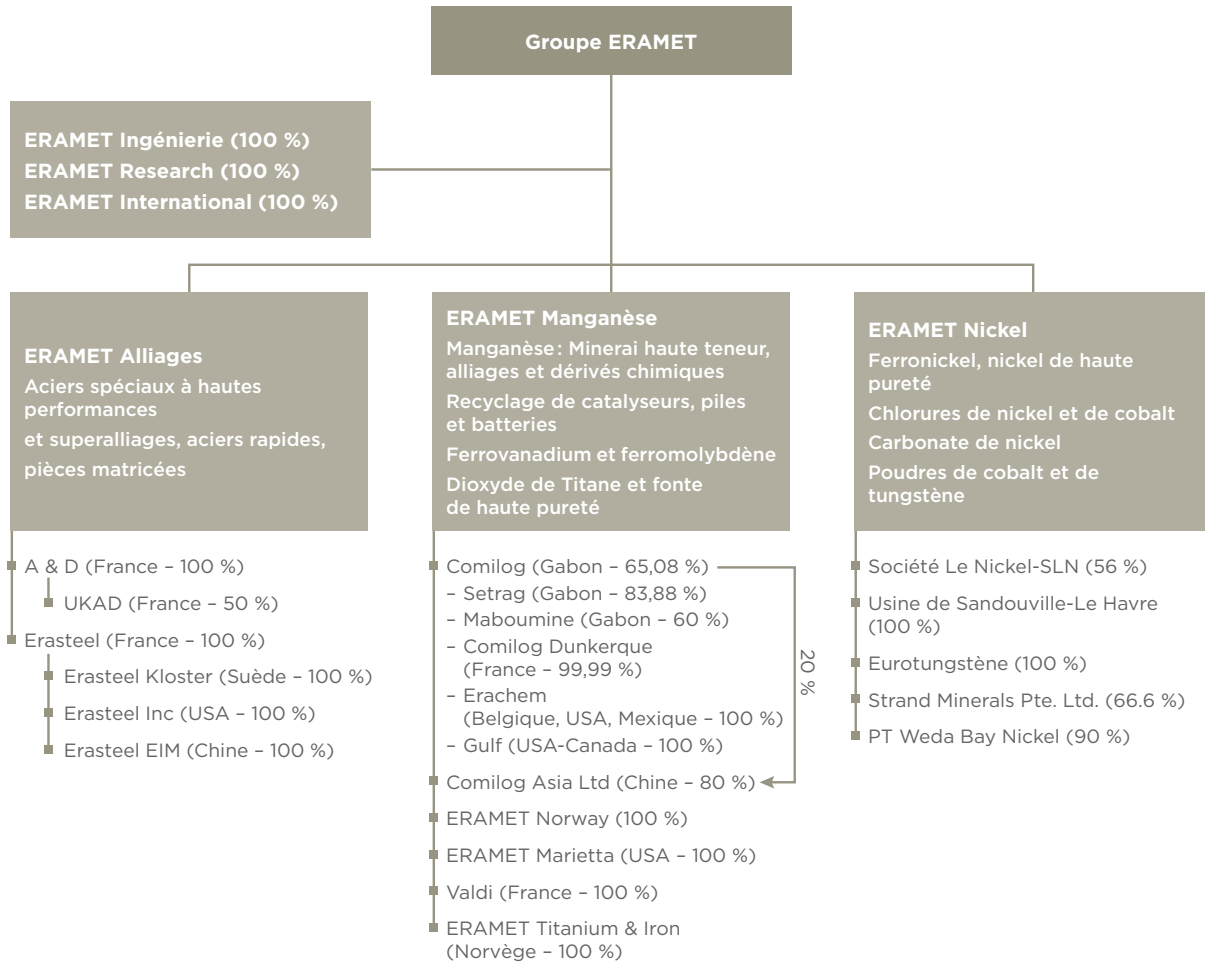 Groupe ERAMET
ERAMET Ingénierie (100 %)
ERAMET Research (100 %)
ERAMET International (100 %)
ERAMET Alliages
Aciers spéciaux à hautes
performances
et superalliages, aciers rapides,
pièces matricées
A & D (France – 100 %)
UKAD (France – 50 %)
Erasteel (France – 100 %)
Erasteel Kloster (Suède – 100 %)
Erasteel Inc (USA – 100 %)
Erasteel EIM (Chine – 100 %)
ERAMET Manganèse
Manganèse : Minerai haute teneur,
alliages et dérivés chimiques
Recyclage de catalyseurs, piles
et batteries
Ferrovanadium et ferromolybdène
Dioxyde de Titane et fonte
de haute pureté
Comilog (Gabon – 65,08 %)
– Setrag (Gabon – 83,88 %)
– Maboumine (Gabon – 60 %)
– Comilog Dunkerque
(France – 99,99 %)
– Erachem
(Belgique, USA, Mexique – 100 %)
– Gulf (USA-Canada – 100 %)
20 %
Comilog Asia Ltd (Chine – 80 %)
ERAMET Norway (100 %)
ERAMET Marietta (USA – 100 %)
Valdi (France – 100 %)
ERAMET Titanium & Iron
(Norvège – 100 %)
ERAMET Nickel
Ferronickel, nickel de haute
pureté
Chlorures de nickel et de cobalt
Carbonate de nickel
Poudres de cobalt et de
tungstène
Société Le Nickel-SLN (56 %)
Usine de Sandouville-Le Havre
(100 %)
Eurotungstène (100 %)
Strand Minerals Pte. Ltd. (66.6 %)
PT Weda Bay Nickel (90 %)